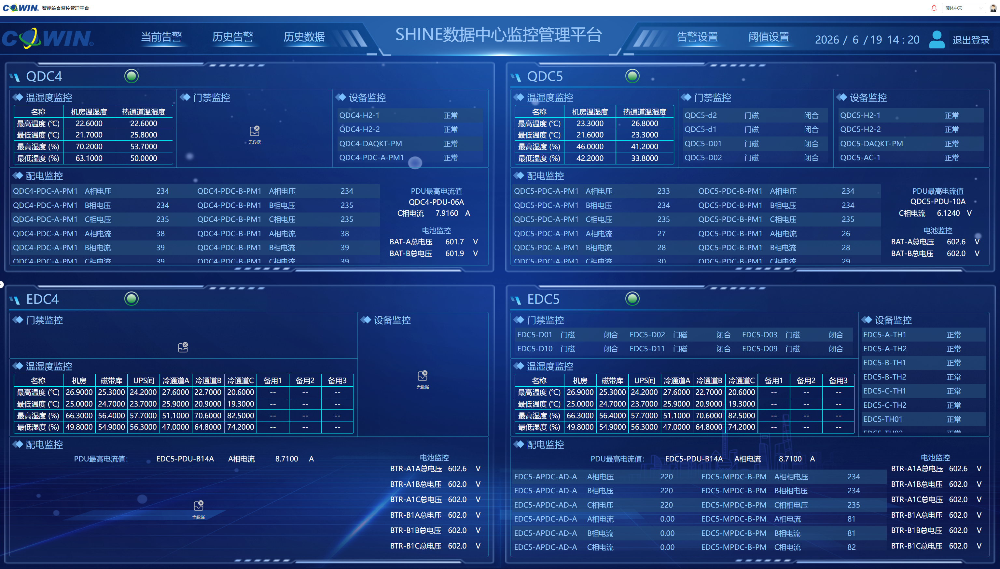 COWIN® 智能综合监控管理平台 简体中文
COWIN® 当前告警 历史告警 历史数据 SHINE数据中心监控管理平台 告警设置 阈值设置 2026 / 6 / 19 14 : 20 退出登录
QDC4
温湿度监控
名称 机房温湿度 热通道温湿度
最高温度 (℃) 22.6000 22.6000
最低温度 (℃) 21.7000 25.8000
最高湿度 (%) 70.2000 53.7000
最低湿度 (%) 63.1000 50.0000
门禁监控
无数据
设备监控
QDC4-H2-1 正常
QDC4-H2-2 正常
QDC4-DAQKT-PM 正常
QDC4-PDC-A-PM1 正常
配电监控
QDC4-PDC-A-PM1 A相电压 234 QDC4-PDC-B-PM1 A相电压 234
QDC4-PDC-A-PM1 B相电压 234 QDC4-PDC-B-PM1 B相电压 235
QDC4-PDC-A-PM1 C相电压 235 QDC4-PDC-B-PM1 C相电压 235
QDC4-PDC-A-PM1 A相电流 38 QDC4-PDC-B-PM1 A相电流 38
QDC4-PDC-A-PM1 B相电流 39 QDC4-PDC-B-PM1 B相电流 39
QDC4-PDC-A-PM1 C相电流 39 QDC4-PDC-B-PM1 C相电流 39
PDU最高电流值
QDC4-PDU-06A
C相电流 7.9160 A
电池监控
BAT-A总电压 601.7 V
BAT-B总电压 601.9 V
QDC5
温湿度监控
名称 机房温湿度 热通道温湿度
最高温度 (℃) 23.3000 26.8000
最低温度 (℃) 21.6000 23.3000
最高湿度 (%) 46.0000 41.2000
最低湿度 (%) 42.2000 33.8000
门禁监控
QDC5-d2 门磁 闭合
QDC5-d1 门磁 闭合
QDC5-D01 门磁 闭合
QDC5-D02 门磁 闭合
设备监控
QDC5-H2-1 正常
QDC5-H2-2 正常
QDC5-DAQKT-PM 正常
QDC5-AC-1 正常
配电监控
QDC5-PDC-A-PM1 A相电压 233 QDC5-PDC-B-PM1 A相电压 234
QDC5-PDC-A-PM1 B相电压 234 QDC5-PDC-B-PM1 B相电压 234
QDC5-PDC-A-PM1 C相电压 235 QDC5-PDC-B-PM1 C相电压 235
QDC5-PDC-A-PM1 A相电流 27 QDC5-PDC-B-PM1 A相电流 26
QDC5-PDC-A-PM1 B相电流 28 QDC5-PDC-B-PM1 B相电流 28
QDC5-PDC-A-PM1 C相电流 30 QDC5-PDC-B-PM1 C相电流 29
PDU最高电流值
QDC5-PDU-10A
C相电流 6.1240 V
电池监控
BAT-A总电压 602.6 V
BAT-B总电压 602.0 V
EDC4
门禁监控
设备监控
无数据
温湿度监控
名称 机房 磁带库 UPS间 冷通道A 冷通道B 冷通道C 备用1 备用2 备用3
最高温度 (℃) 26.9000 25.3000 24.2000 27.6000 22.7000 20.6000 -- -- --
最低温度 (℃) 25.0000 24.7000 23.7000 25.9000 20.9000 19.3000 -- -- --
最高湿度 (%) 66.3000 56.4000 57.7000 51.1000 70.6000 82.5000 -- -- --
最低湿度 (%) 49.8000 54.9000 56.3000 47.0000 64.8000 74.2000 -- -- --
配电监控
PDU最高电流值: EDC5-PDU-B14A A相电流 8.7100 A
无数据
电池监控
BTR-A1A总电压 602.6 V
BTR-A1B总电压 602.0 V
BTR-A1C总电压 602.0 V
BTR-B1A总电压 602.0 V
BTR-B1B总电压 602.0 V
BTR-B1C总电压 602.0 V
EDC5
门禁监控
EDC5-D01 门磁 闭合 EDC5-D02 门磁 闭合 EDC5-D03 门磁 闭合
EDC5-D10 门磁 闭合 EDC5-D11 门磁 闭合 EDC5-D09 门磁 闭合
设备监控
EDC5-A-TH1 正常
EDC5-A-TH2 正常
EDC5-B-TH1 正常
EDC5-B-TH2 正常
EDC5-C-TH1 正常
EDC5-C-TH2 正常
EDC5-TH01 正常
EDC5-TH02 正常
温湿度监控
名称 机房 磁带库 UPS间 冷通道A 冷通道B 冷通道C 备用1 备用2 备用3
最高温度 (℃) 26.9000 25.3000 24.2000 27.6000 22.7000 20.6000 -- -- --
最低温度 (℃) 25.0000 24.7000 23.7000 25.9000 20.9000 19.3000 -- -- --
最高湿度 (%) 66.3000 56.4000 57.7000 51.1000 70.6000 82.5000 -- -- --
最低湿度 (%) 49.8000 54.9000 56.3000 47.0000 64.8000 74.2000 -- -- --
配电监控
PDU最高电流值: EDC5-PDU-B14A A相电流 8.7100 A
EDC5-APDC-AD-A A相电压 220 EDC5-MPDC-B-PM A相相电压 234
EDC5-APDC-AD-A B相电压 220 EDC5-MPDC-B-PM B相相电压 234
EDC5-APDC-AD-A C相电压 220 EDC5-MPDC-B-PM C相相电压 235
EDC5-APDC-AD-A A相电流 0.00 EDC5-MPDC-B-PM A相电流 81
EDC5-APDC-AD-A B相电流 0.00 EDC5-MPDC-B-PM B相电流 81
EDC5-APDC-AD-A C相电流 0.00 EDC5-MPDC-B-PM C相电流 82
电池监控
BTR-A1A总电压 602.6 V
BTR-A1B总电压 602.0 V
BTR-A1C总电压 602.0 V
BTR-B1A总电压 602.0 V
BTR-B1B总电压 602.0 V
BTR-B1C总电压 602.0 V